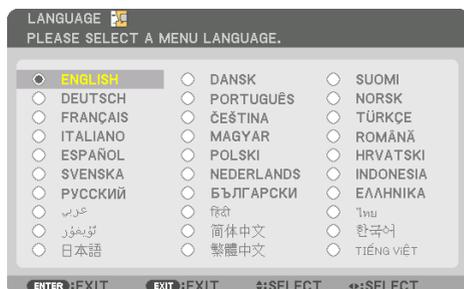 LANGUAGE
PLEASE SELECT A MENU LANGUAGE.
ENGLISH DANSK SUOMI
DEUTSCH PORTUGUÊS NORSK
FRANÇAIS ČEŠTINA TÜRKÇE
ITALIANO MAGYAR ROMÂNĂ
ESPAÑOL POLSKI HRVATSKI
SVENSKA NEDERLANDS INDONESIA
РУССКИЙ БЪЛГАРСКИ ΕΛΛΗΝΙΚΑ
عربي हिंदी ไทย
ئۇيغۇر 简体中文 한국어
日本語 繁體中文 TIẾNG VIỆT
ENTER :EXIT EXIT :EXIT :SELECT :SELECT